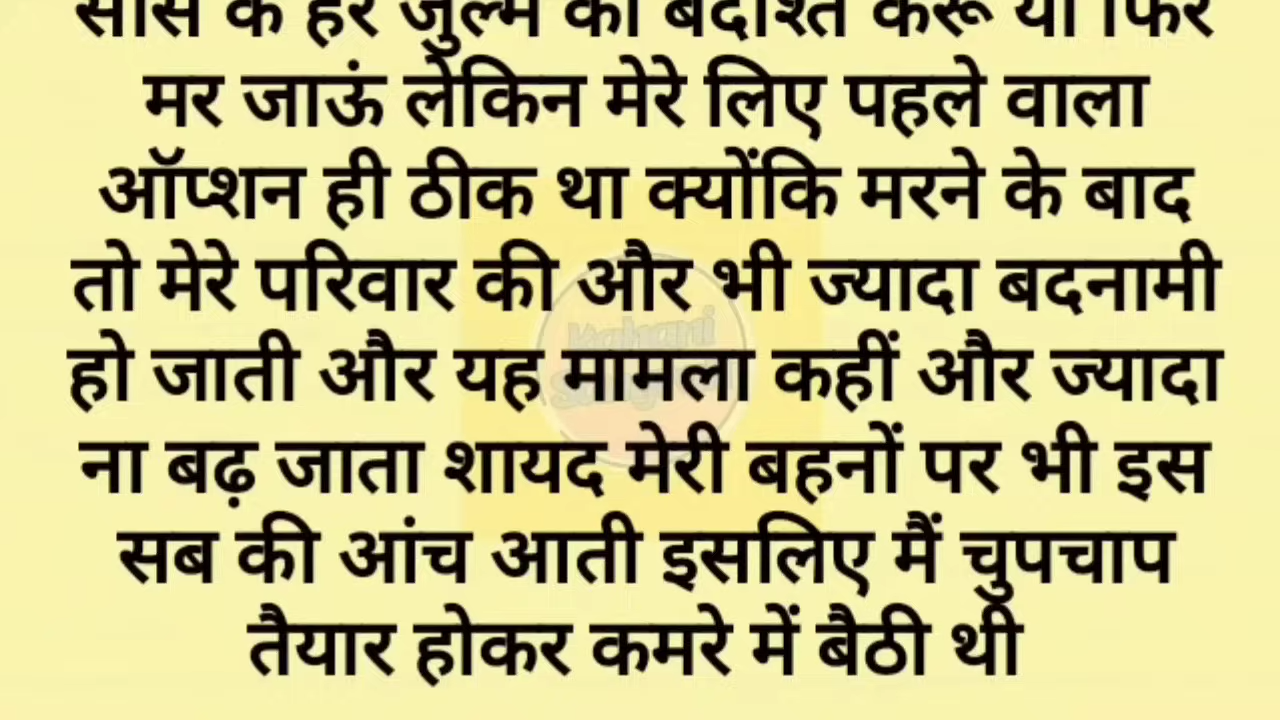 सास के हर जुल्म को बर्दाश्त करूं या फिर
मर जाऊं लेकिन मेरे लिए पहले वाला
ऑप्शन ही ठीक था क्योंकि मरने के बाद
तो मेरे परिवार की और भी ज्यादा बदनामी
हो जाती और यह मामला कहीं और ज्यादा
ना बढ़ जाता शायद मेरी बहनों पर भी इस
सब की आंच आती इसलिए मैं चुपचाप
तैयार होकर कमरे में बैठी थी
Kahani